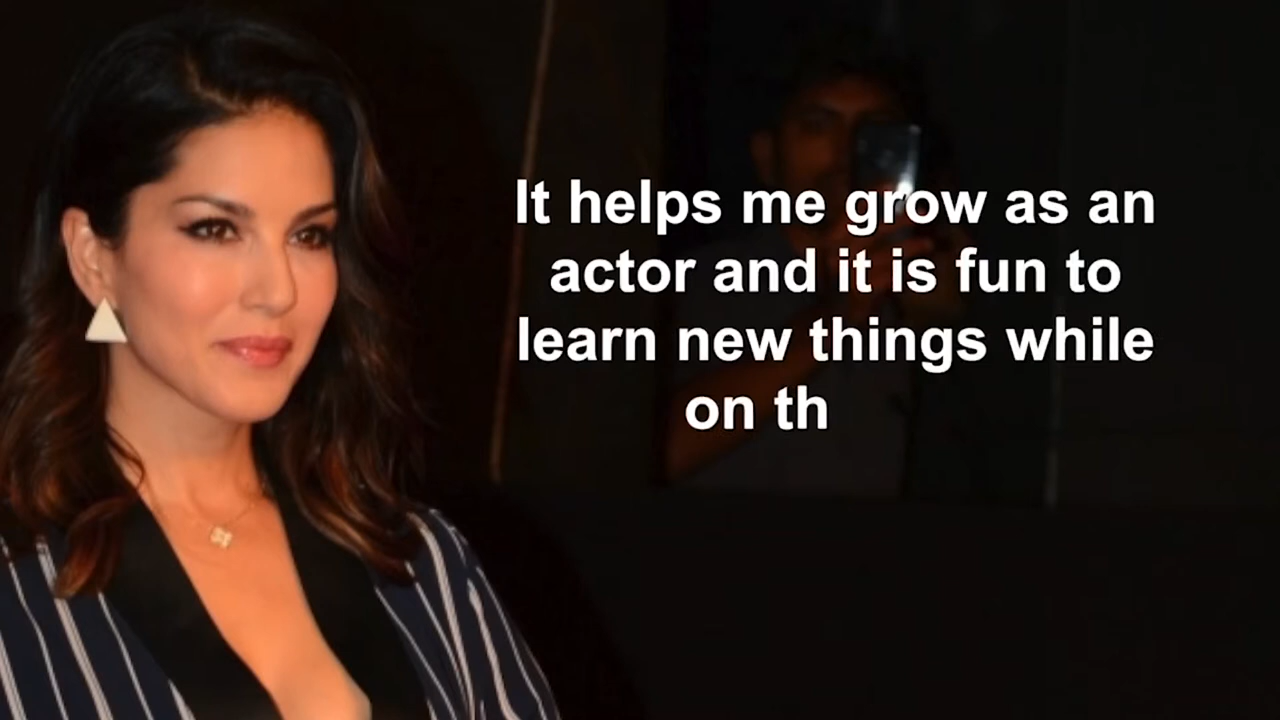 It helps me grow as an
actor and it is fun to
learn new things while
on th